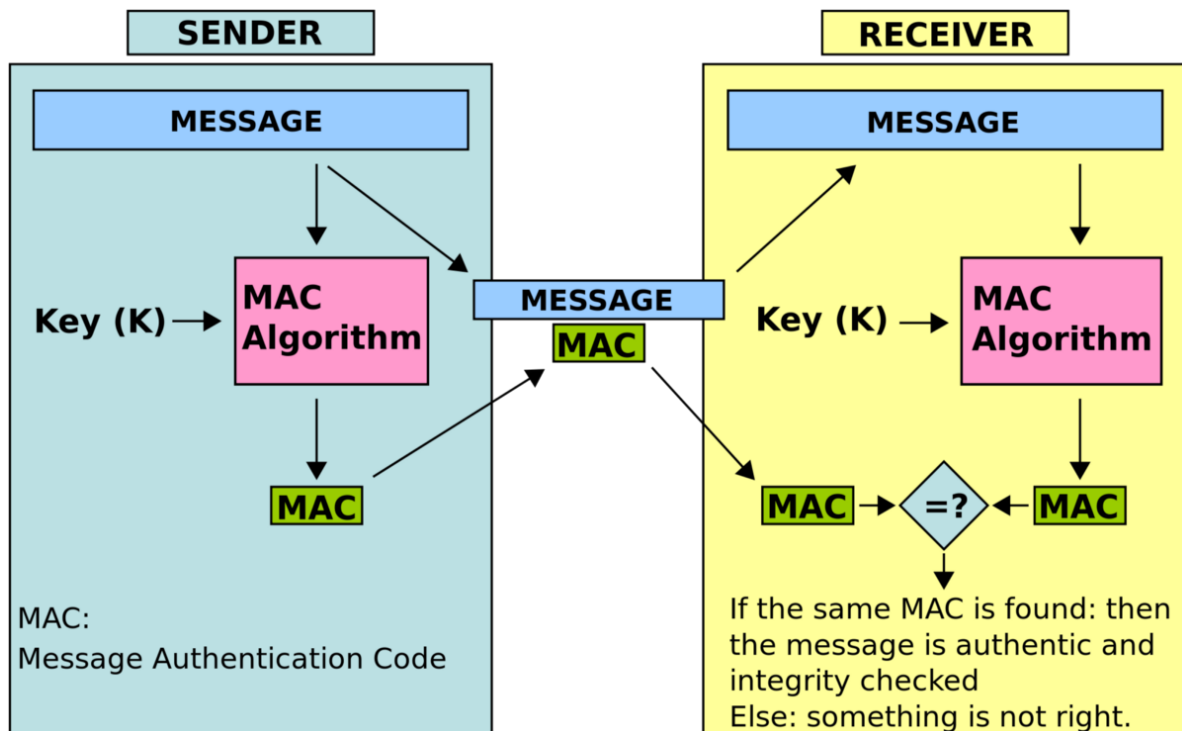 SENDER
MESSAGE
Key (K)
MAC
Algorithm
MAC
MAC:
Message Authentication Code
MESSAGE
MAC
RECEIVER
MESSAGE
Key (K)
MAC
Algorithm
MAC
=?
MAC
If the same MAC is found: then
the message is authentic and
integrity checked
Else: something is not right.